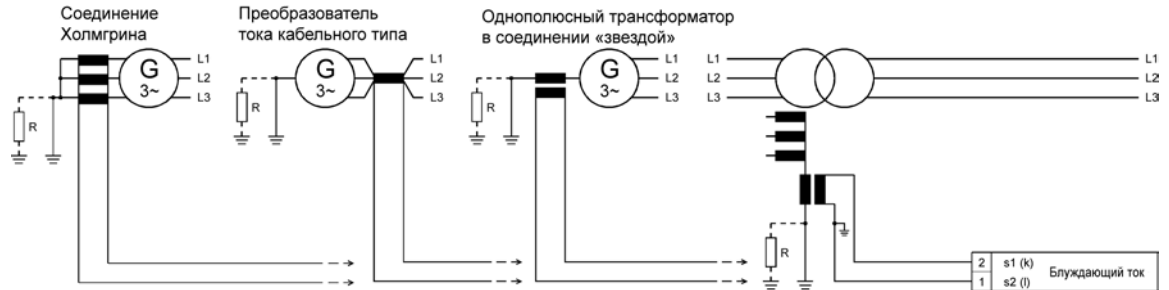 Соединение
Холмгрина
Преобразователь
тока кабельного типа
Однополюсный трансформатор
в соединении «звездой»
G
3~
L1
L2
L3
R
G
3~
L1
L2
L3
R
G
3~
L1
L2
L3
R
L1
L2
L3
L1
L2
L3
R
2 s1 (k)
1 s2 (l)
Блуждающий ток